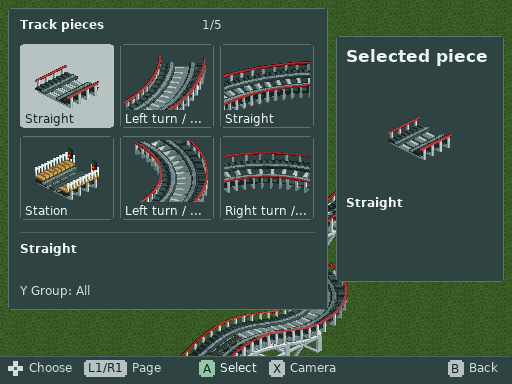 Track pieces 1/5
Selected piece
Straight
Left turn / ...
Straight
Station
Left turn / ...
Right turn /...
Straight
Straight
Y Group: All
Choose L1/R1 Page A Select X Camera B Back